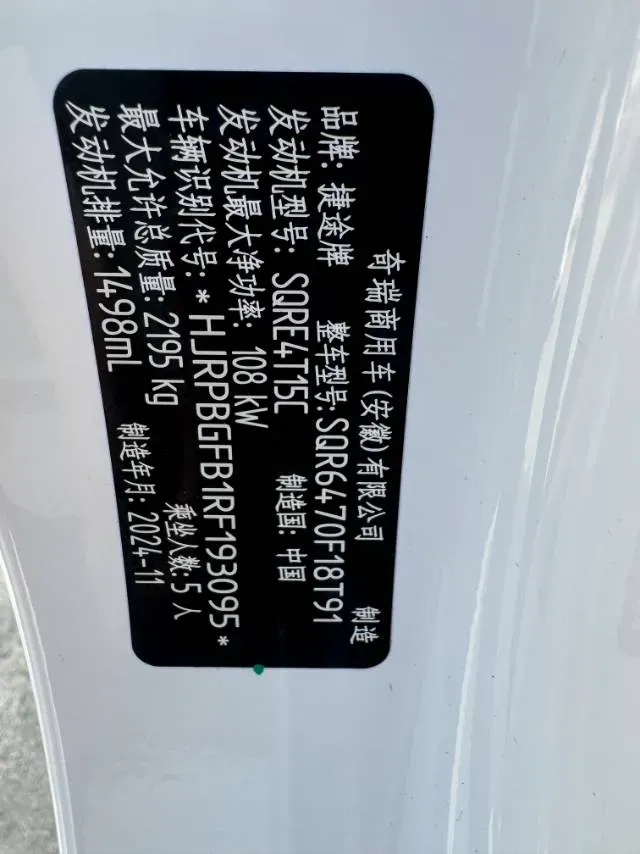 奇瑞商用车(安徽)有限公司 制造
品牌: 捷途牌 整车型号:SQR6470F18T91
发动机型号: SQRE4T15C 制造国: 中国
发动机最大净功率: 108 kW
车辆识别代号: *HJRPBGFB1RF193095*
最大允许总质量: 2195 kg 乘坐人数:5 人
发动机排量: 1498mL 制造年月: 2024-11